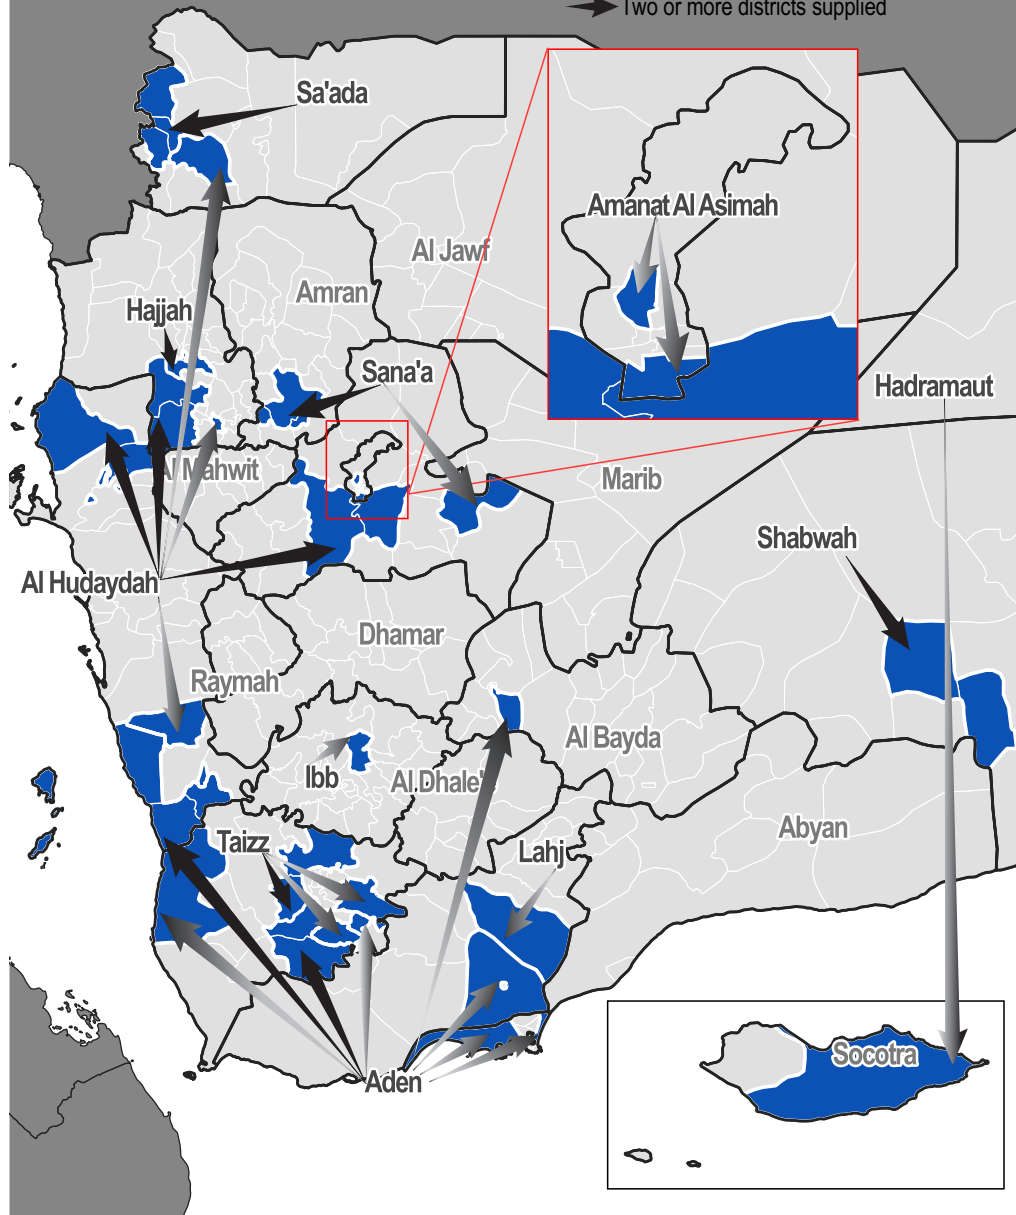 Two or more districts supplied
Sa'ada
Amanat Al Asimah
Al Jawf
Amran
Hajjah
Sana'a
Hadramaut
Al Mahwit
Marib
Shabwah
Al Hudaydah
Dhamar
Raymah
Al Bayda
Ibb
Al Dhale'
Abyan
Taizz
Lahj
Socotra
Aden